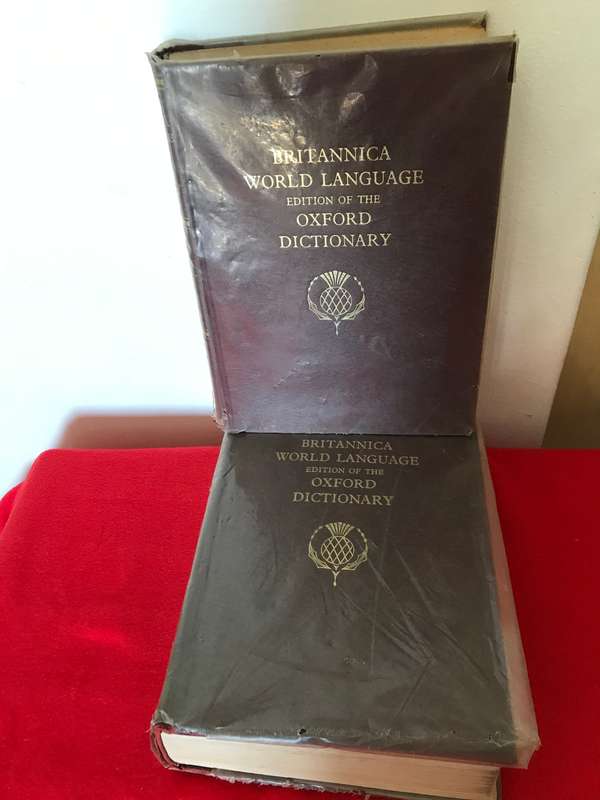 BRITANNICA
WORLD LANGUAGE
EDITION OF THE
OXFORD
DICTIONARY
BRITANNICA
WORLD LANGUAGE
EDITION OF THE
OXFORD
DICTIONARY